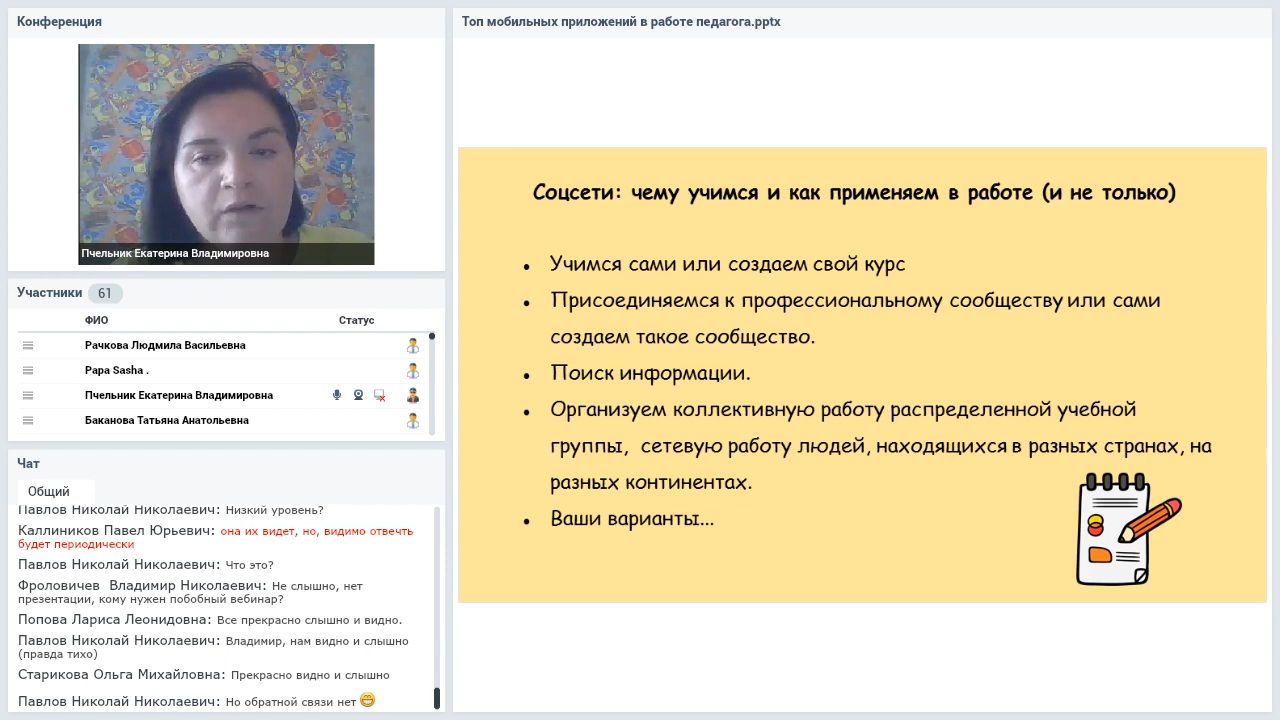 Конференция
Пчельник Екатерина Владимировна
Участники 61
ФИО Статус
Рачкова Людмила Васильевна
Papa Sasha .
Пчельник Екатерина Владимировна
Баканова Татьяна Анатольевна
Чат
Общий
Павлов Николай Николаевич: Низкий уровень?
Каллиников Павел Юрьевич: она их видет, но, видимо отвечть
будет периодически
Павлов Николай Николаевич: Что это?
Фроловичев Владимир Николаевич: Не слышно, нет
презентации, кому нужен побобный вебинар?
Попова Лариса Леонидовна: Все прекрасно слышно и видно.
Павлов Николай Николаевич: Владимир, нам видно и слышно
(правда тихо)
Старикова Ольга Михайловна: Прекрасно видно и слышно
Павлов Николай Николаевич: Но обратной связи нет 😁
Топ мобильных приложений в работе педагога.pptx
Соцсети: чему учимся и как применяем в работе (и не только)
• Учимся сами или создаем свой курс
• Присоединяемся к профессиональному сообществу или сами
создаем такое сообщество.
• Поиск информации.
• Организуем коллективную работу распределенной учебной
группы, сетевую работу людей, находящихся в разных странах, на
разных континентах.
• Ваши варианты...